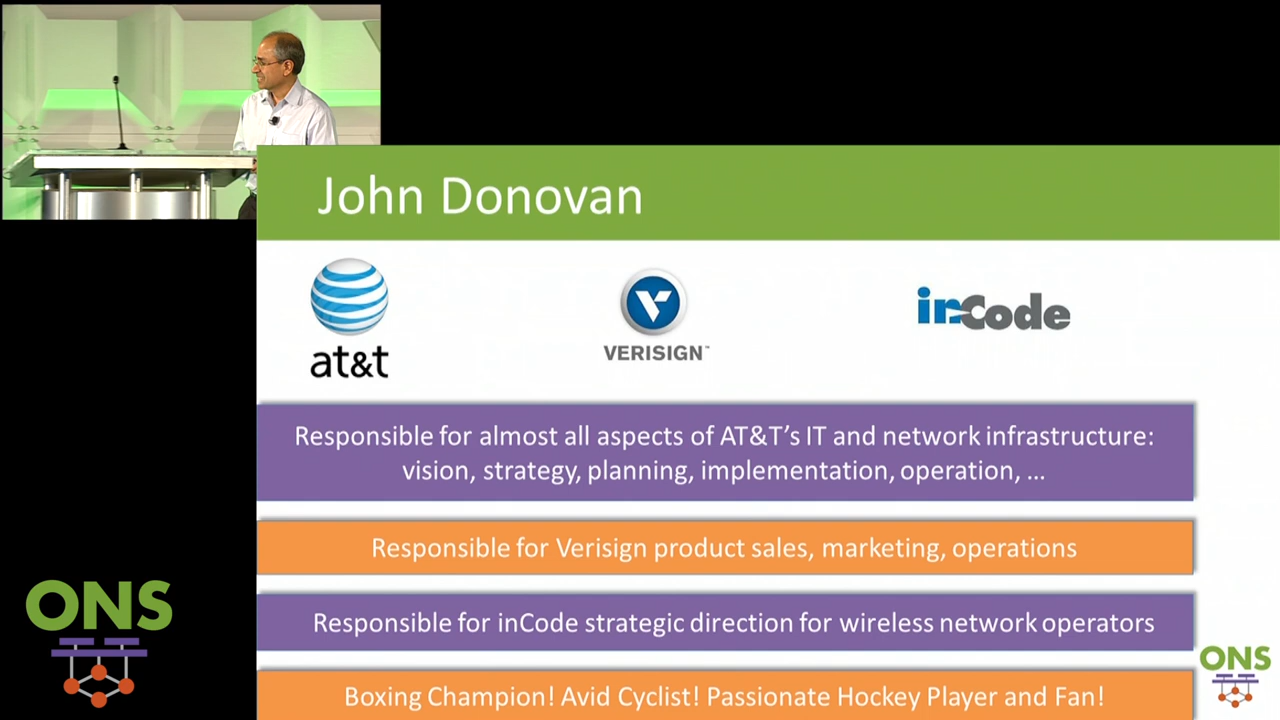 John Donovan
at&t
VERISIGN™
inCode
Responsible for almost all aspects of AT&T's IT and network infrastructure:
vision, strategy, planning, implementation, operation, ...
Responsible for Verisign product sales, marketing, operations
Responsible for inCode strategic direction for wireless network operators
Boxing Champion! Avid Cyclist! Passionate Hockey Player and Fan!
ONS
ONS